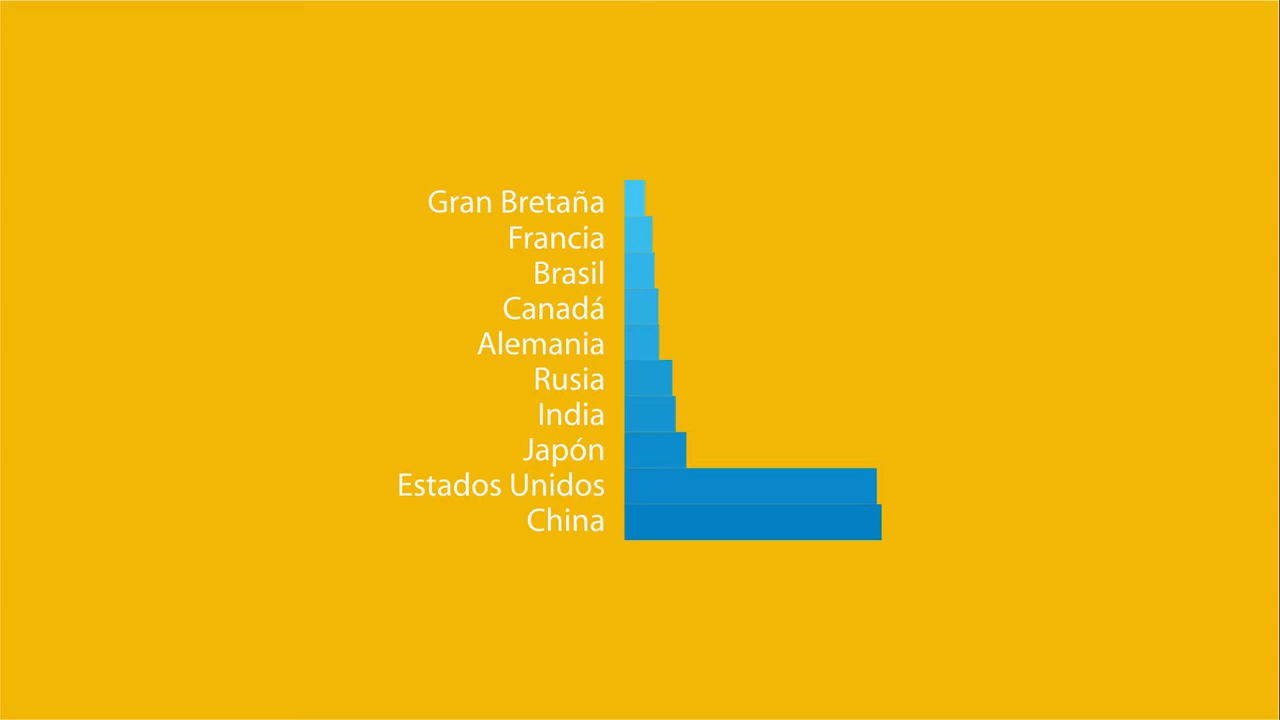 Gran Bretaña
Francia
Brasil
Canadá
Alemania
Rusia
India
Japón
Estados Unidos
China